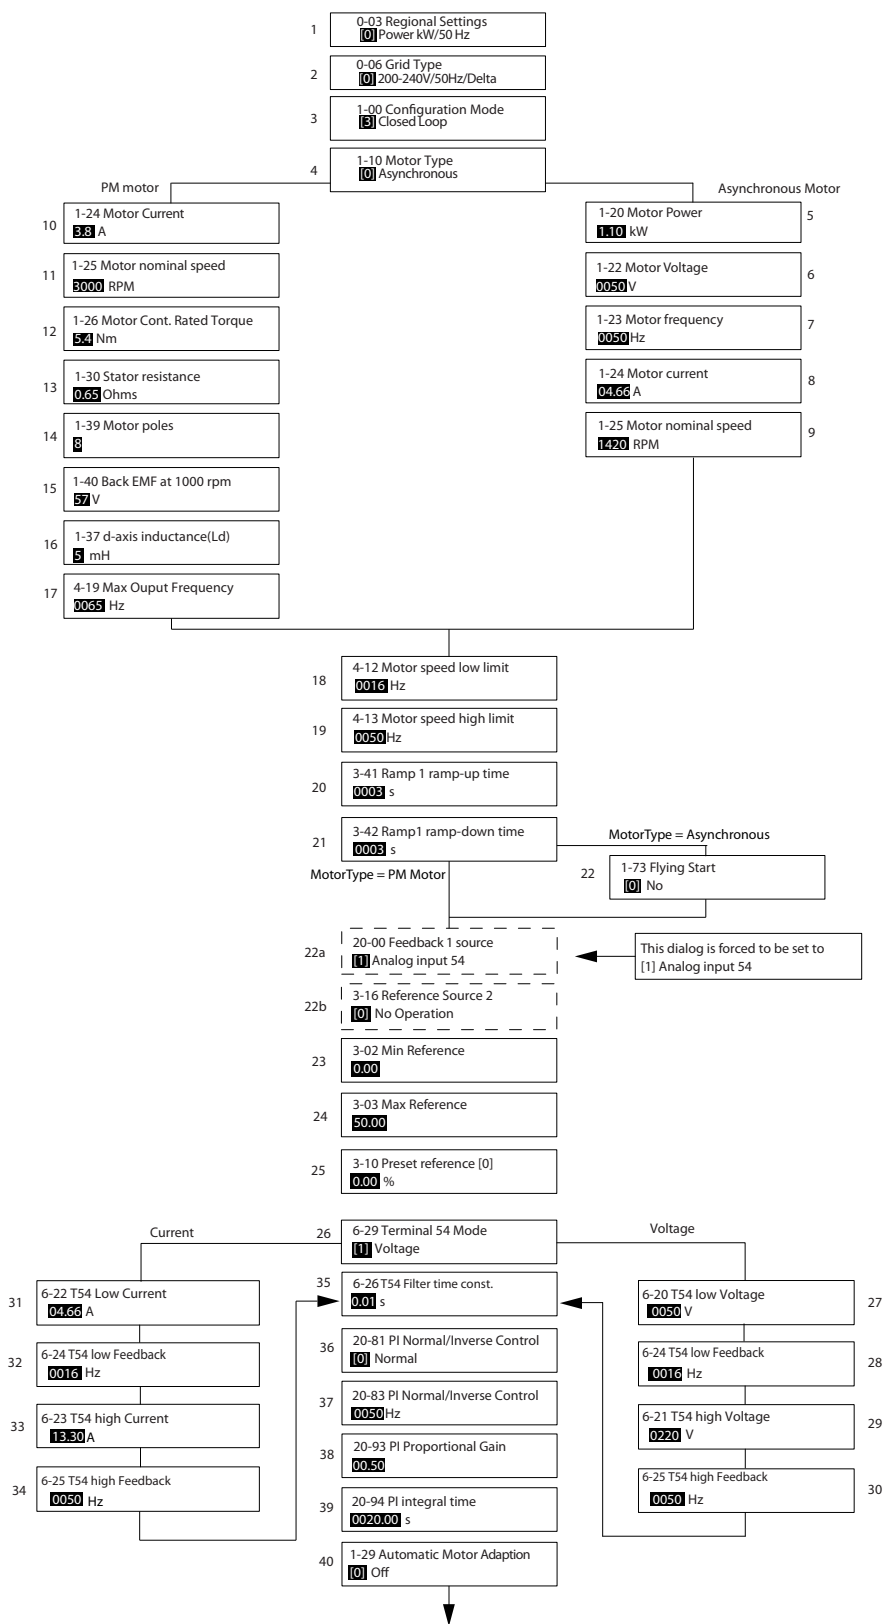 1
0-03 Regional Settings
[0] Power kW/50 Hz
2
0-06 Grid Type
[0] 200-240V/50Hz/Delta
3
1-00 Configuration Mode
[3] Closed Loop
4
1-10 Motor Type
[0] Asynchronous
PM motor
Asynchronous Motor
10
1-24 Motor Current
3.8 A
11
1-25 Motor nominal speed
3000 RPM
12
1-26 Motor Cont. Rated Torque
5.4 Nm
13
1-30 Stator resistance
0.65 Ohms
14
1-39 Motor poles
8
15
1-40 Back EMF at 1000 rpm
57 V
16
1-37 d-axis inductance(Ld)
5 mH
17
4-19 Max Ouput Frequency
0065 Hz
1-20 Motor Power
1.10 kW
5
1-22 Motor Voltage
0050 V
6
1-23 Motor frequency
0050 Hz
7
1-24 Motor current
04.66 A
8
1-25 Motor nominal speed
1420 RPM
9
18
4-12 Motor speed low limit
0016 Hz
19
4-13 Motor speed high limit
0050 Hz
20
3-41 Ramp 1 ramp-up time
0003 s
21
3-42 Ramp1 ramp-down time
0003 s
MotorType = Asynchronous
MotorType = PM Motor
22
1-73 Flying Start
[0] No
22a
20-00 Feedback 1 source
[1] Analog input 54
This dialog is forced to be set to
[1] Analog input 54
22b
3-16 Reference Source 2
[0] No Operation
23
3-02 Min Reference
0.00
24
3-03 Max Reference
50.00
25
3-10 Preset reference [0]
0.00 %
26
6-29 Terminal 54 Mode
[1] Voltage
Current
Voltage
31
6-22 T54 Low Current
04.66 A
32
6-24 T54 low Feedback
0016 Hz
33
6-23 T54 high Current
13.30 A
34
6-25 T54 high Feedback
0050 Hz
35
6-26 T54 Filter time const.
0.01 s
36
20-81 PI Normal/Inverse Control
[0] Normal
37
20-83 PI Normal/Inverse Control
0050 Hz
38
20-93 PI Proportional Gain
00.50
39
20-94 PI integral time
0020.00 s
40
1-29 Automatic Motor Adaption
[0] Off
6-20 T54 low Voltage
0050 V
27
6-24 T54 low Feedback
0016 Hz
28
6-21 T54 high Voltage
0220 V
29
6-25 T54 high Feedback
0050 Hz
30